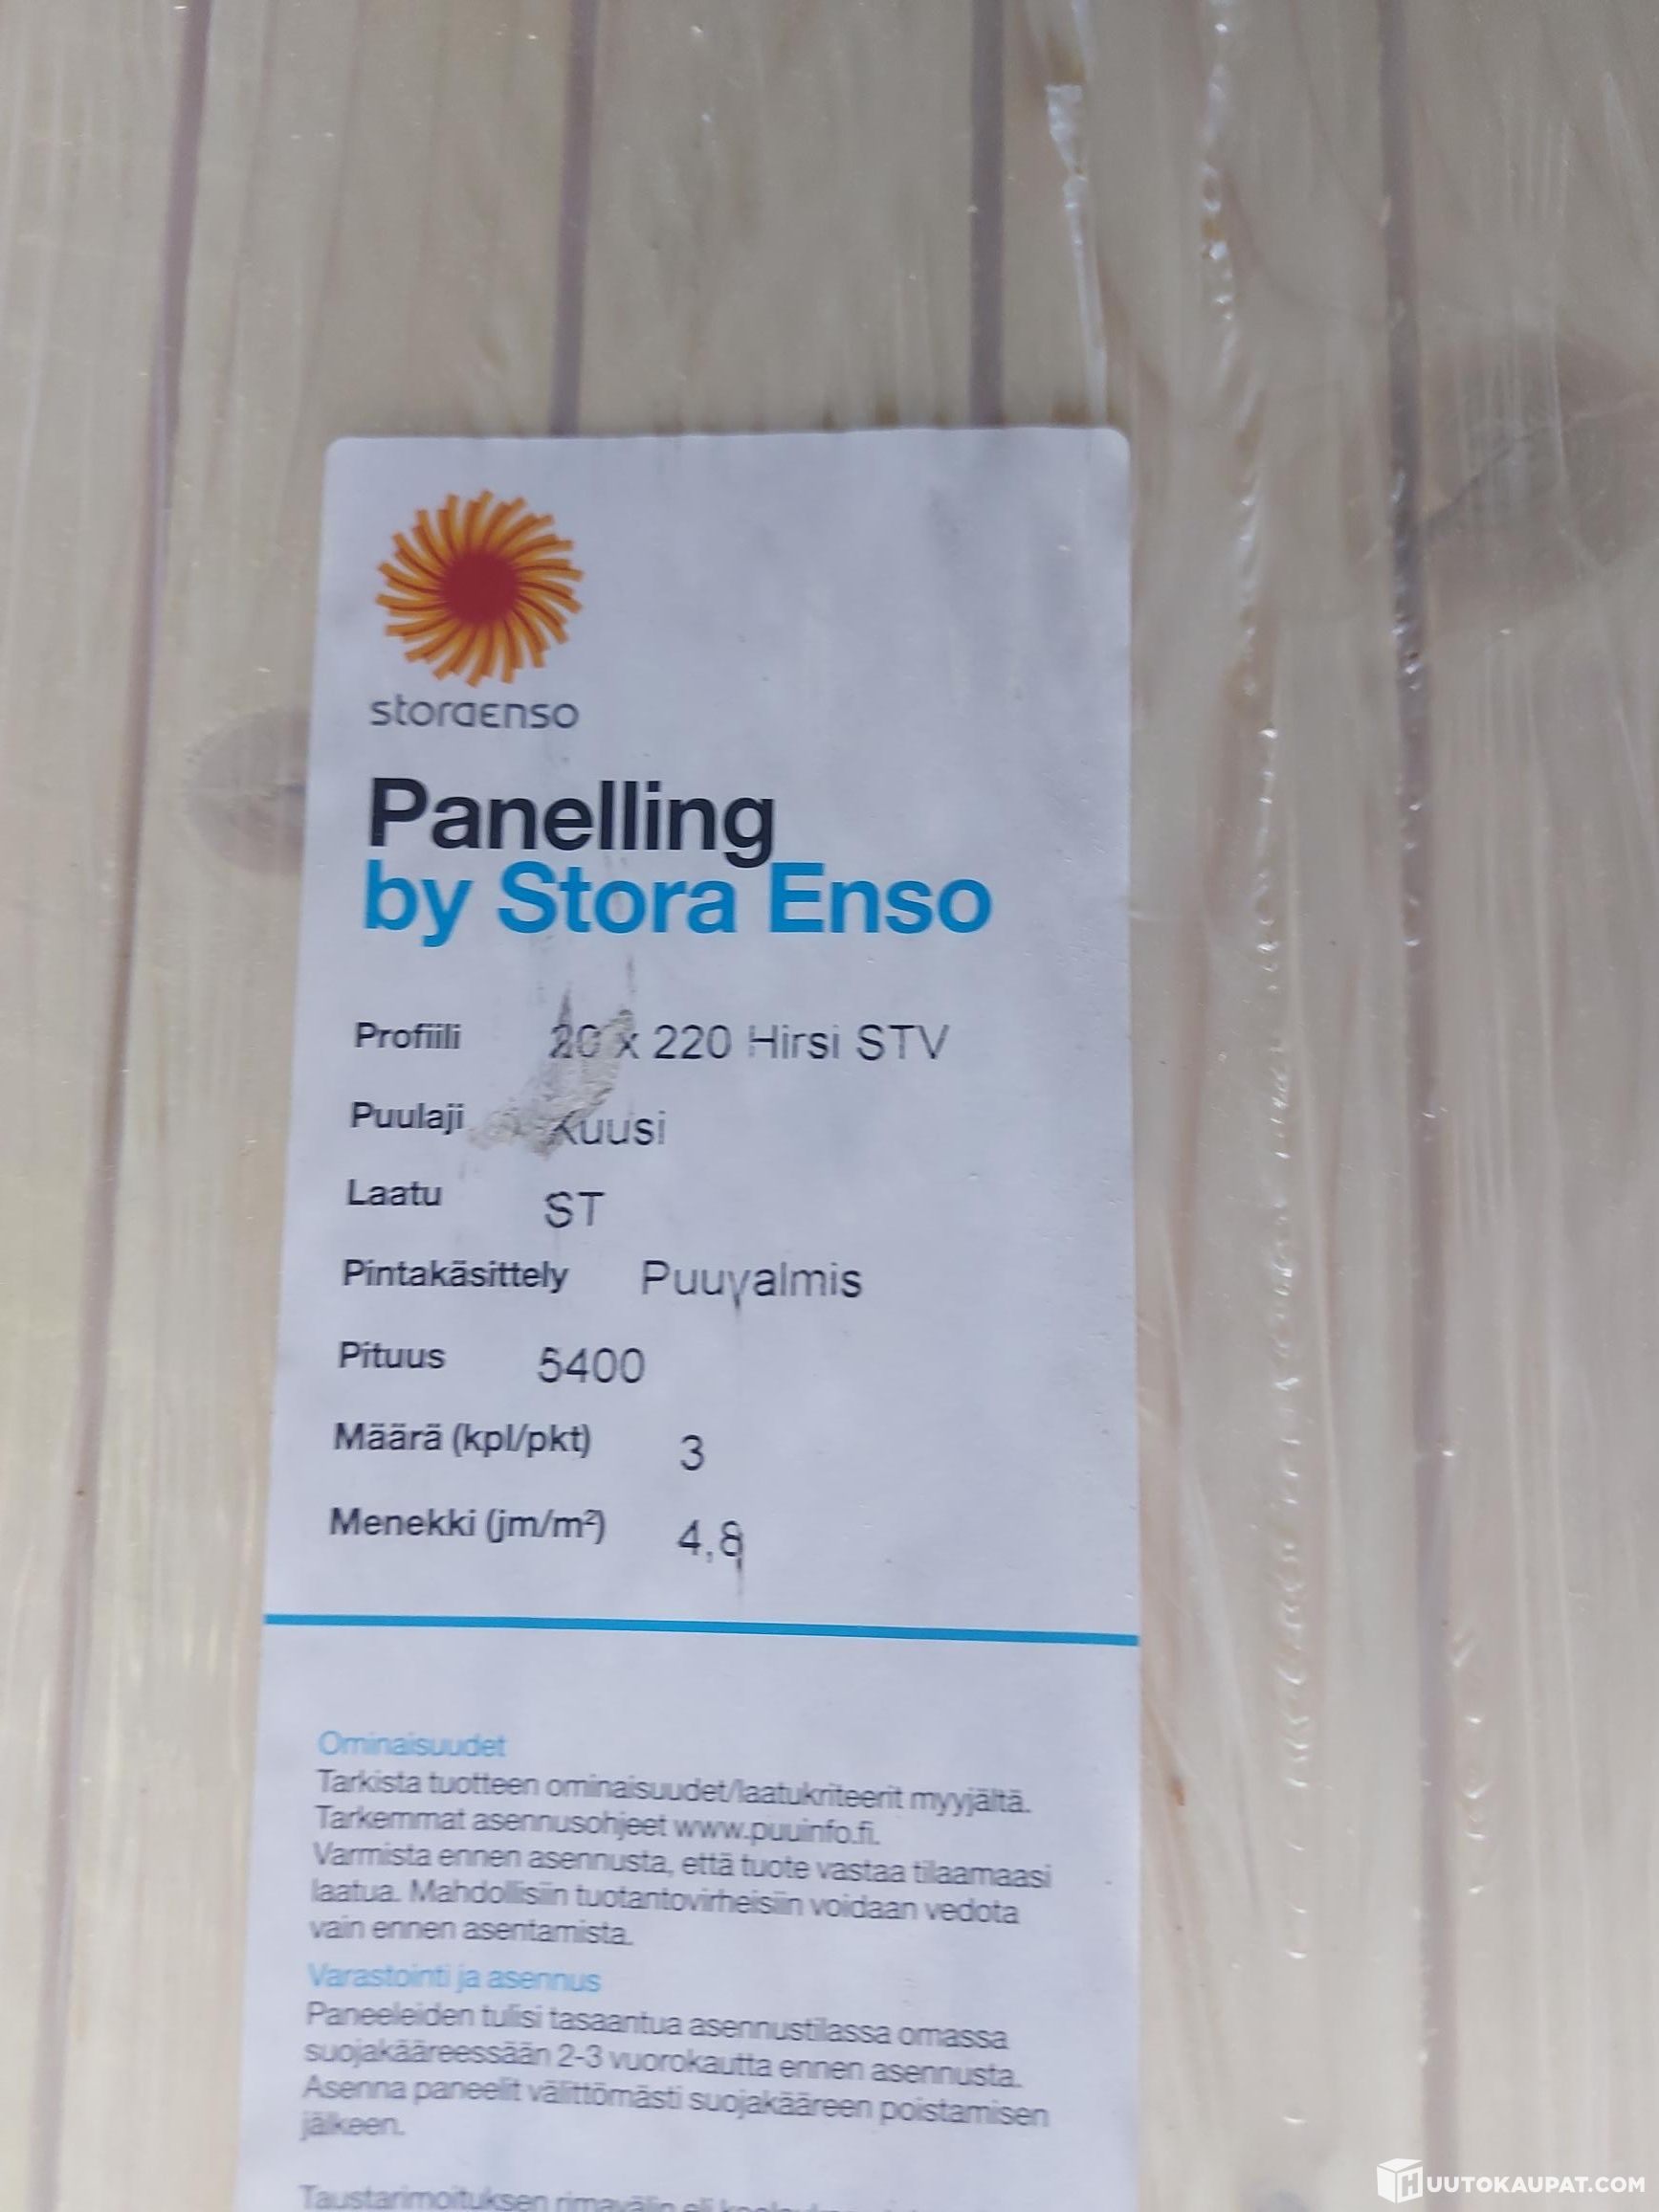 storaenso
Panelling
by Stora Enso
Profiili 20 x 220 Hirsi STV
Puulaji Kuusi
Laatu ST
Pintakäsittely Puuvalmis
Pituus 5400
Määrä (kpl/pkt) 3
Menekki (jm/m²) 4,8
Ominaisuudet
Tarkista tuotteen ominaisuudet/laatukriteerit myyjältä.
Tarkemmat asennusohjeet www.puuinfo.fi.
Varmista ennen asennusta, että tuote vastaa tilaamaasi
laatua. Mahdollisiin tuotantovirheisiin voidaan vedota
vain ennen asentamista.
Varastointi ja asennus
Paneeleiden tulisi tasaantua asennustilassa omassa
suojakääreessään 2-3 vuorokautta ennen asennusta.
Asenna paneelit välittömästi suojakääreen poistamisen
jälkeen.
Taustarimoituksen rimavälin eli
HUUTOKAUPAT.COM